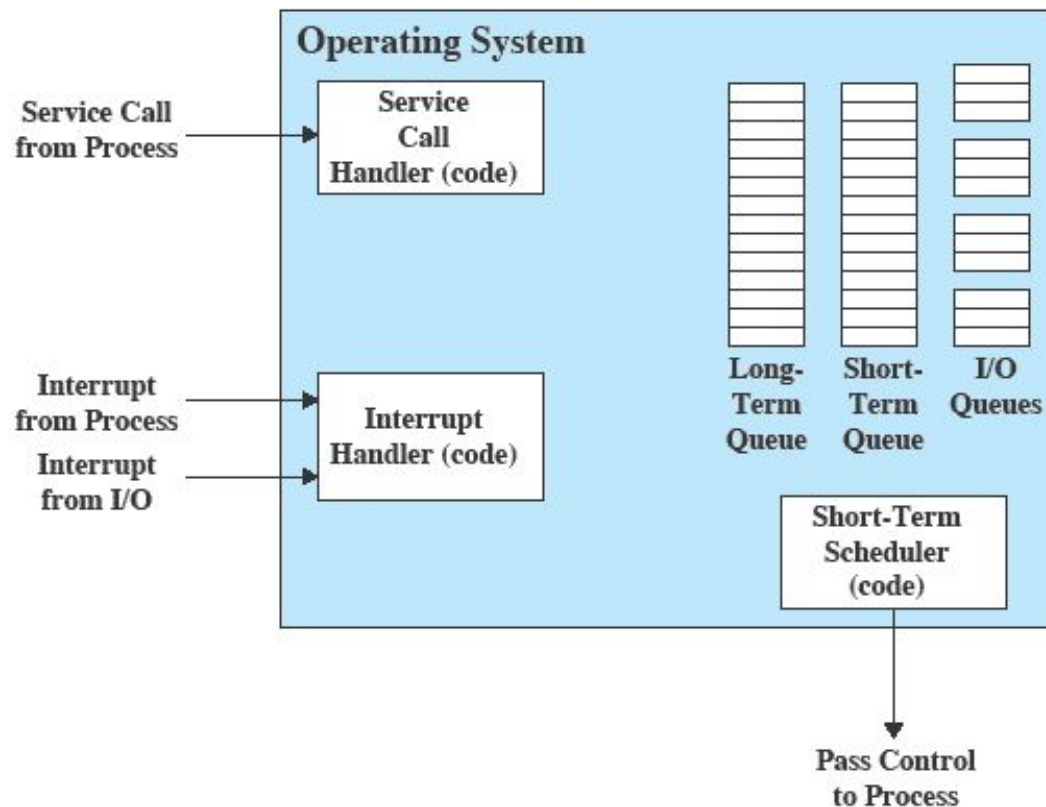 Operating System
Service Call
from Process
Service
Call
Handler (code)
Interrupt
from Process
Interrupt
from I/O
Interrupt
Handler (code)
Long-
Term
Queue
Short-
Term
Queue
I/O
Queues
Short-Term
Scheduler
(code)
Pass Control
to Process